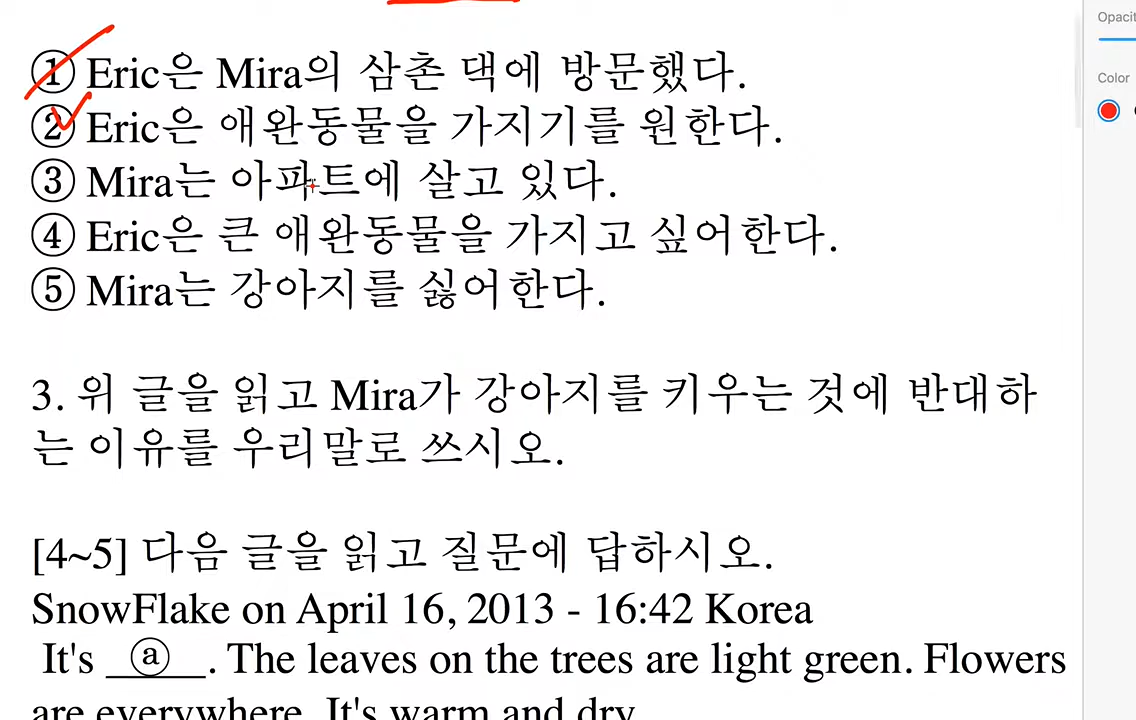 Opacit
① Eric은 Mira의 삼촌 댁에 방문했다.
Color
② Eric은 애완동물을 가지기를 원한다.
③ Mira는 아파트에 살고 있다.
④ Eric은 큰 애완동물을 가지고 싶어한다.
⑤ Mira는 강아지를 싫어한다.
3. 위 글을 읽고 Mira가 강아지를 키우는 것에 반대하
는 이유를 우리말로 쓰시오.
[4~5] 다음 글을 읽고 질문에 답하시오.
SnowFlake on April 16, 2013 - 16:42 Korea
It's ⓐ . The leaves on the trees are light green. Flowers
are everywhere. It's warm and dry